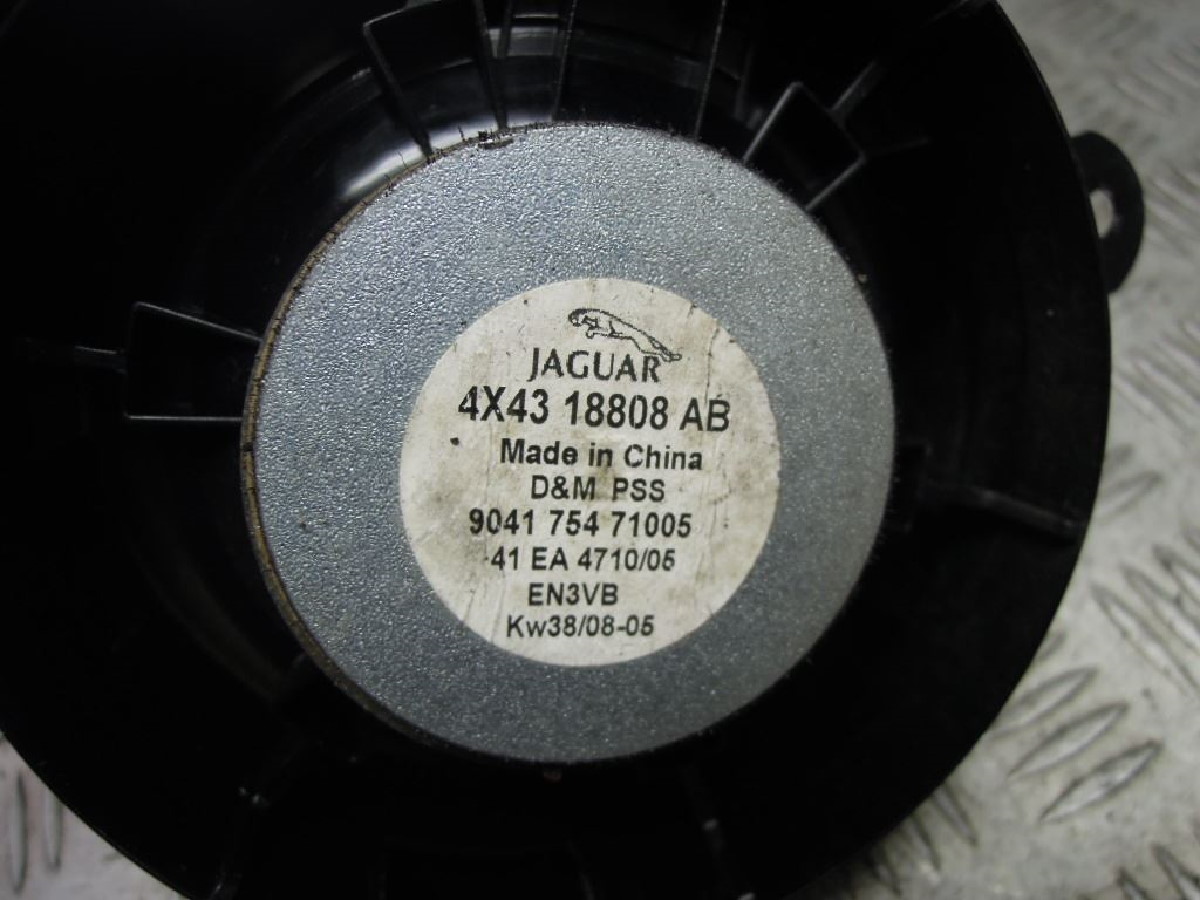 JAGUAR
4X43 18808 AB
Made in China
D&M PSS
9041 754 71005
41 EA 4710/05
EN3VB
Kw38/08-05